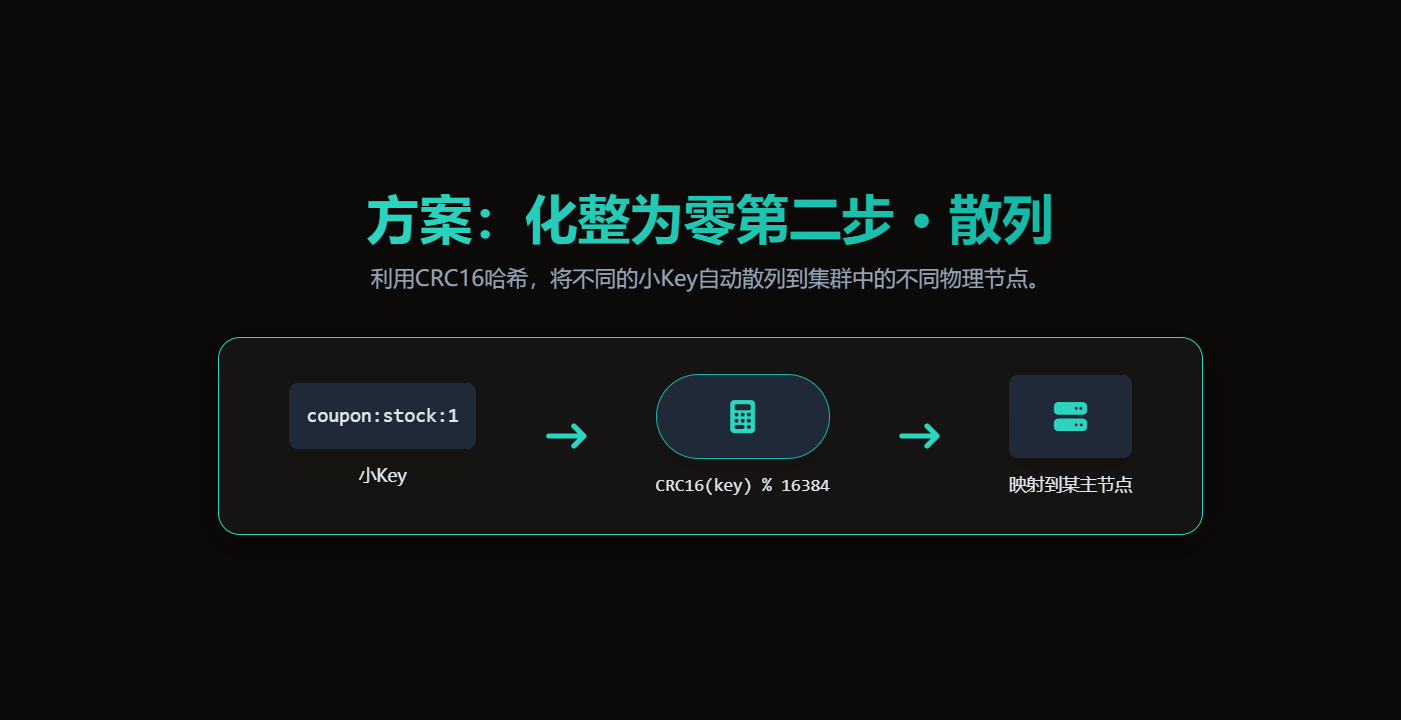 方案：化整为零第二步 · 散列
利用CRC16哈希，将不同的小Key自动散列到集群中的不同物理节点。
coupon:stock:1
小Key
CRC16(key) % 16384
映射到某主节点